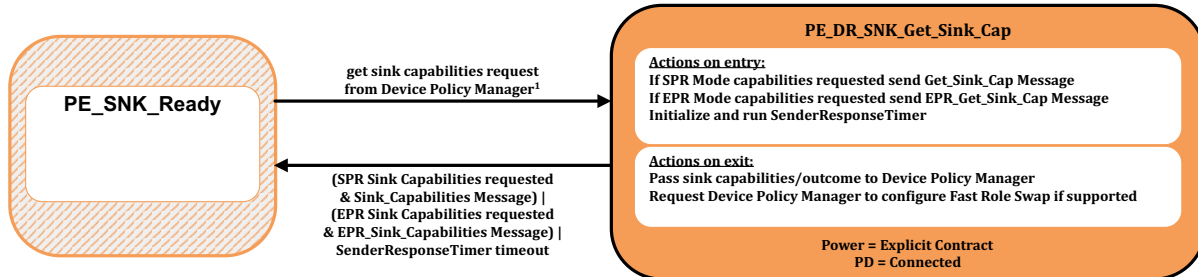 PE_SNK_Ready
get sink capabilities request
from Device Policy Manager¹
(SPR Sink Capabilities requested
& Sink_Capabilities Message) |
(EPR Sink Capabilities requested
& EPR_Sink_Capabilities Message) |
SenderResponseTimer timeout
PE_DR_SNK_Get_Sink_Cap
Actions on entry:
If SPR Mode capabilities requested send Get_Sink_Cap Message
If EPR Mode capabilities requested send EPR_Get_Sink_Cap Message
Initialize and run SenderResponseTimer
Actions on exit:
Pass sink capabilities/outcome to Device Policy Manager
Request Device Policy Manager to configure Fast Role Swap if supported
Power = Explicit Contract
PD = Connected